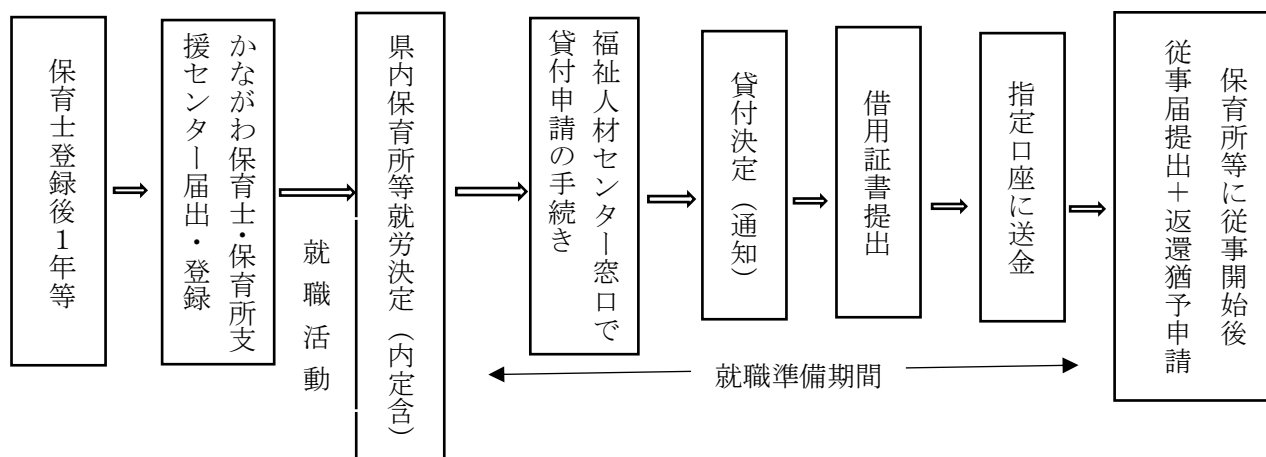 保育士登録後１年等
かながわ保育士・保育所支
援センター届出・登録
就職活動
県内保育所等就労決定（内定含）
福祉人材センター窓口で
貸付申請の手続き
貸付決定（通知）
借用証書提出
指定口座に送金
保育所等に従事開始後
従事届提出＋返還猶予申請
就職準備期間